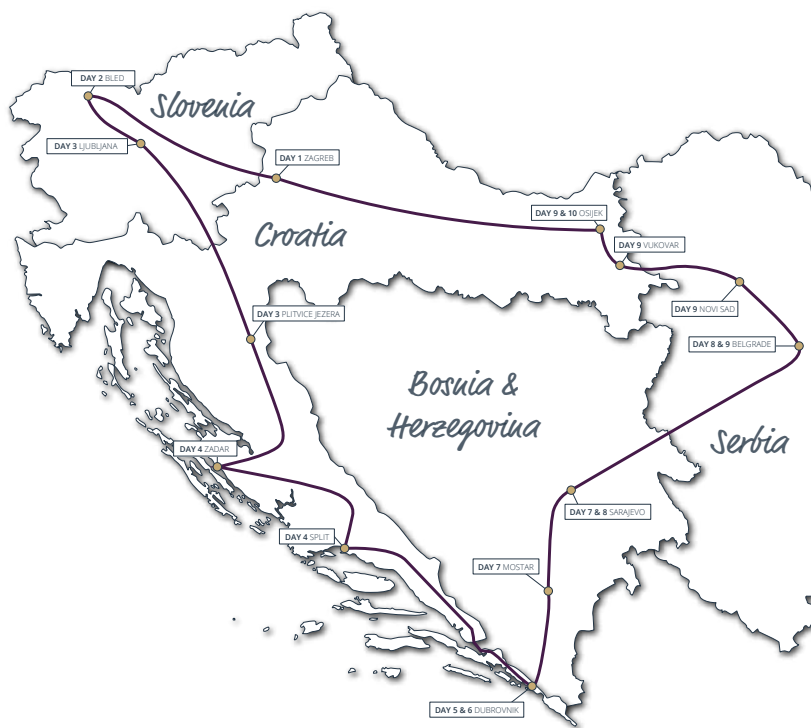 DAY 2 BLED
Slovenia
DAY 3 LJUBLJANA
DAY 1 ZAGREB
DAY 9 & 10 OSIJEK
Croatia
DAY 9 VUKOVAR
DAY 9 NOVI SAD
DAY 3 PLITVICE JEZERA
DAY 8 & 9 BELGRADE
Bosnia &
Herzegovina
Serbia
DAY 4 ZADAR
DAY 7 & 8 SARAJEVO
DAY 4 SPLIT
DAY 7 MOSTAR
DAY 5 & 6 DUBROVNIK